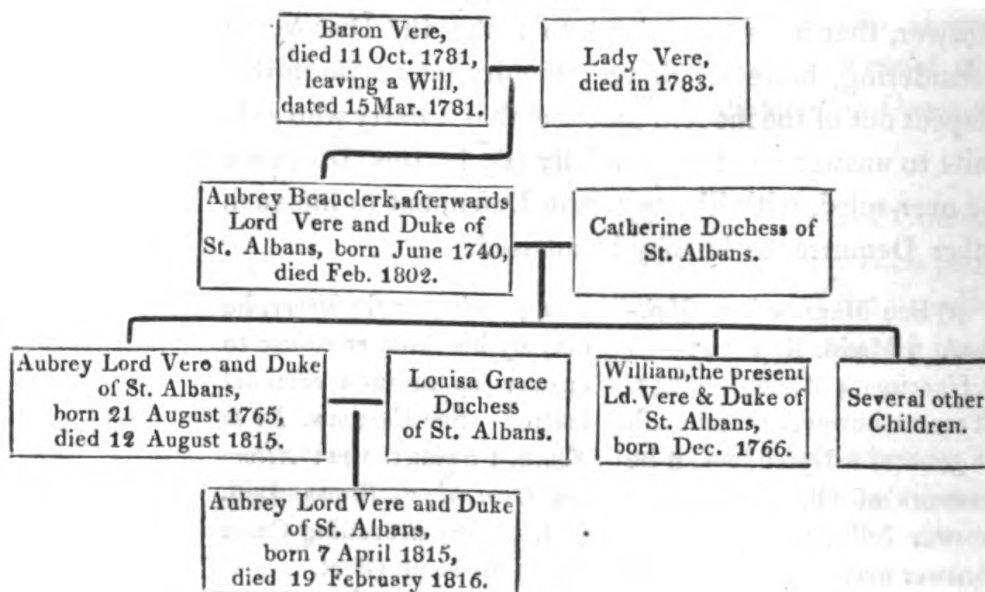 Baron Vere,
died 11 Oct. 1781,
leaving a Will,
dated 15 Mar. 1781.
Lady Vere,
died in 1783.
Aubrey Beauclerk, afterwards
Lord Vere and Duke of
St. Albans, born June 1740,
died Feb. 1802.
Catherine Duchess of
St. Albans.
Aubrey Lord Vere and Duke
of St. Albans,
born 21 August 1765,
died 12 August 1815.
Louisa Grace
Duchess
of St. Albans.
William, the present
Ld. Vere & Duke of
St. Albans,
born Dec. 1766.
Several other
Children.
Aubrey Lord Vere and Duke
of St. Albans,
born 7 April 1815,
died 19 February 1816.